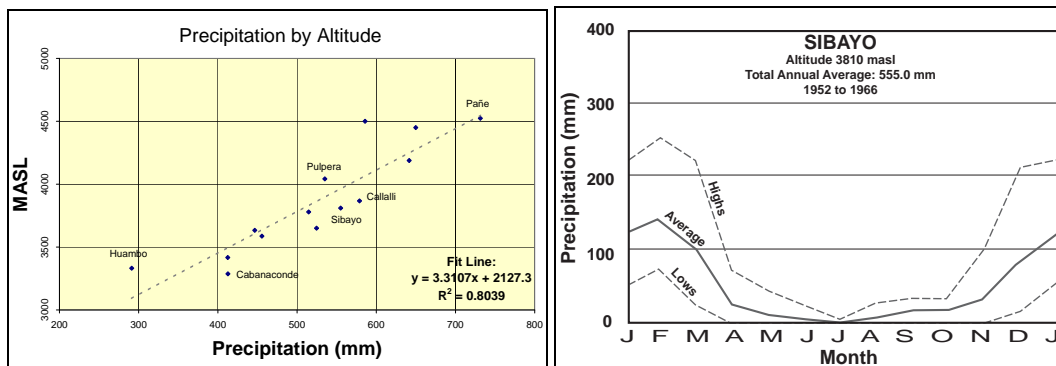 Precipitation by Altitude
MASL
5000
4500
4000
3500
3000
Pañe
Pulpera
Callalli
Sibayo
Huambo
Cabanaconde
Fit Line:
y = 3.3107x + 2127.3
R² = 0.8039
200 300 400 500 600 700 800
Precipitation (mm)
SIBAYO
Altitude 3810 masl
Total Annual Average: 555.0 mm
1952 to 1966
Precipitation (mm)
400
300
200
100
0
Highs
Average
Lows
J F M A M J J A S O N D J
Month